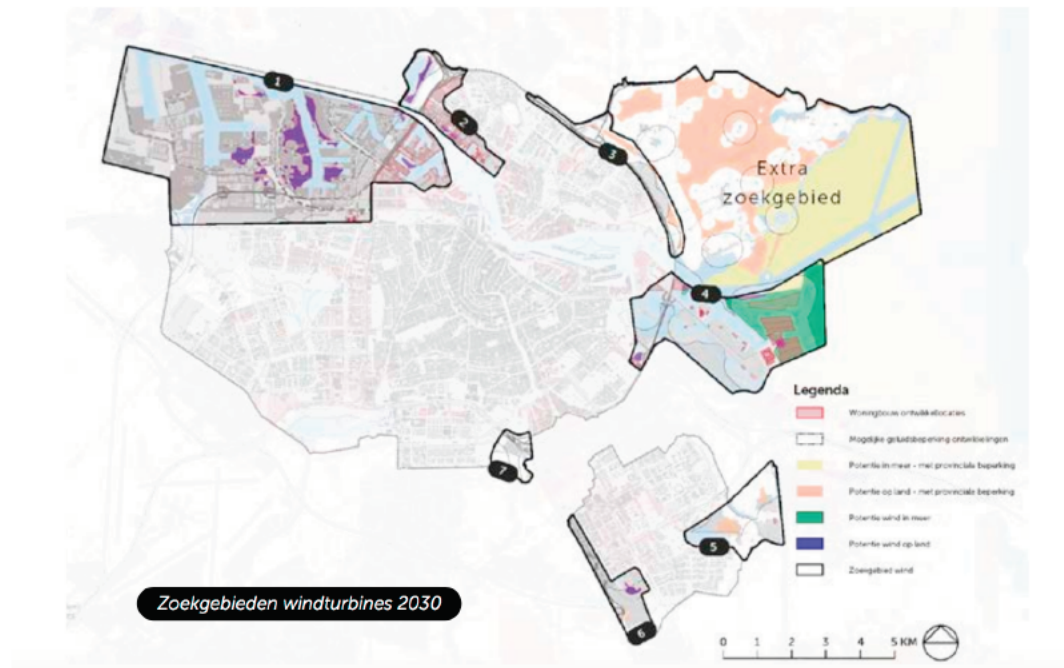 1
2
3
Extra
zoekgebied
4
Legenda
Woningbouw ontwikkellocaties
Mogelijke geluidsbeperking ontwikkelingen
Potentie in meer - met provinciale beperking
Potentie op land - met provinciale beperking
Potentie wind in meer
Potentie wind op land
Zoekgebied wind
7
5
6
Zoekgebieden windturbines 2030
0 1 2 3 4 5 KM